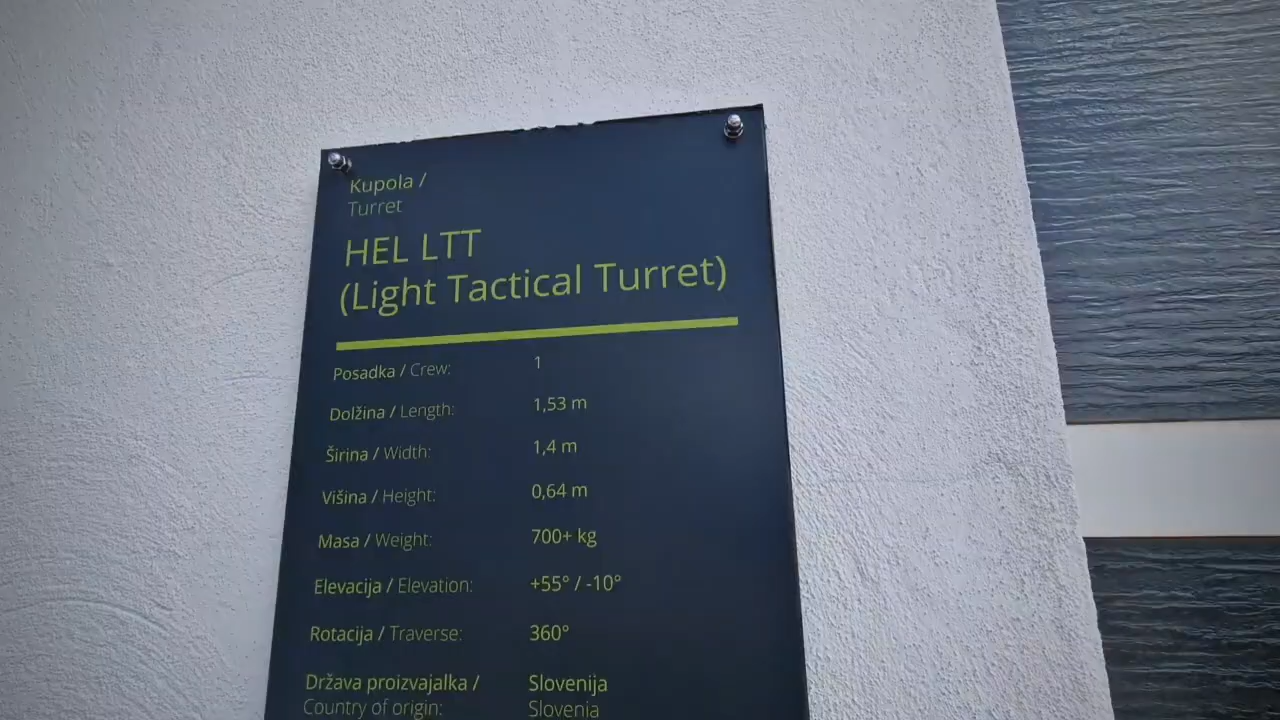 Kupola /
Turret
HEL LTT
(Light Tactical Turret)
Posadka / Crew: 1
Dolžina / Length: 1,53 m
Širina / Width: 1,4 m
Višina / Height: 0,64 m
Masa / Weight: 700+ kg
Elevacija / Elevation: +55° / -10°
Rotacija / Traverse: 360°
Država proizvajalka / Slovenija
Country of origin: Slovenia